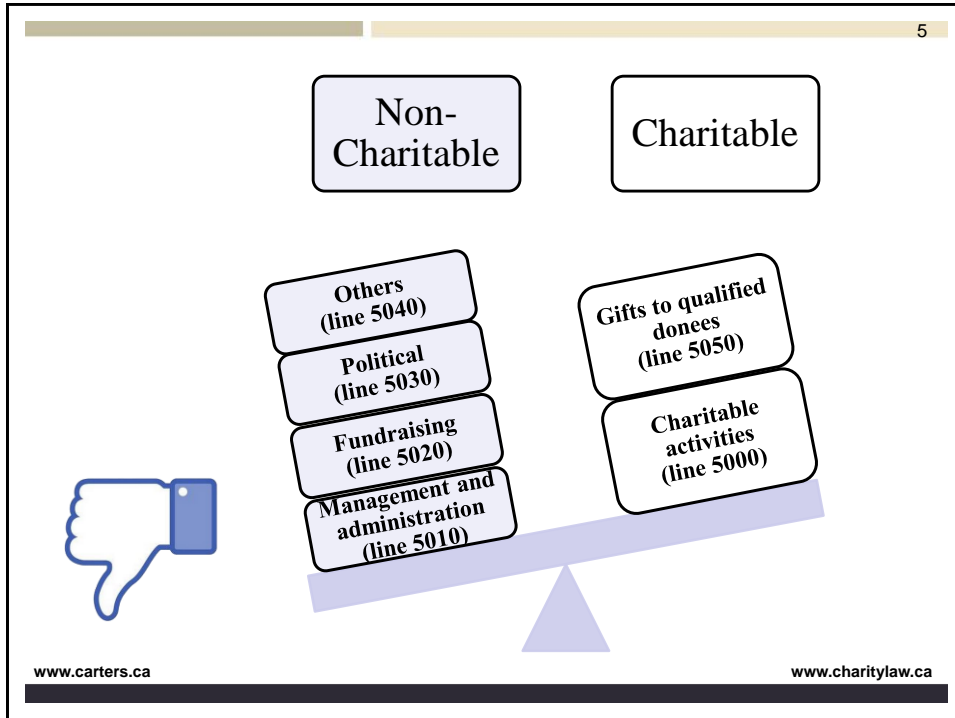 5
Non-
Charitable
Charitable
Others
(line 5040)
Political
(line 5030)
Fundraising
(line 5020)
Management and
administration
(line 5010)
Gifts to qualified
donees
(line 5050)
Charitable
activities
(line 5000)
www.carters.ca
www.charitylaw.ca